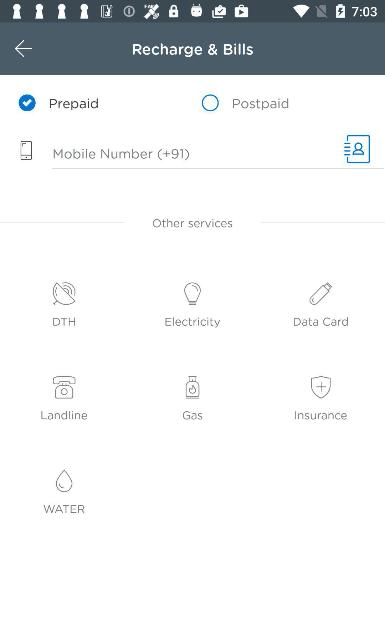 7:03
Recharge & Bills
Prepaid
Postpaid
Mobile Number (+91)
Other services
DTH
Electricity
Data Card
Landline
Gas
Insurance
WATER